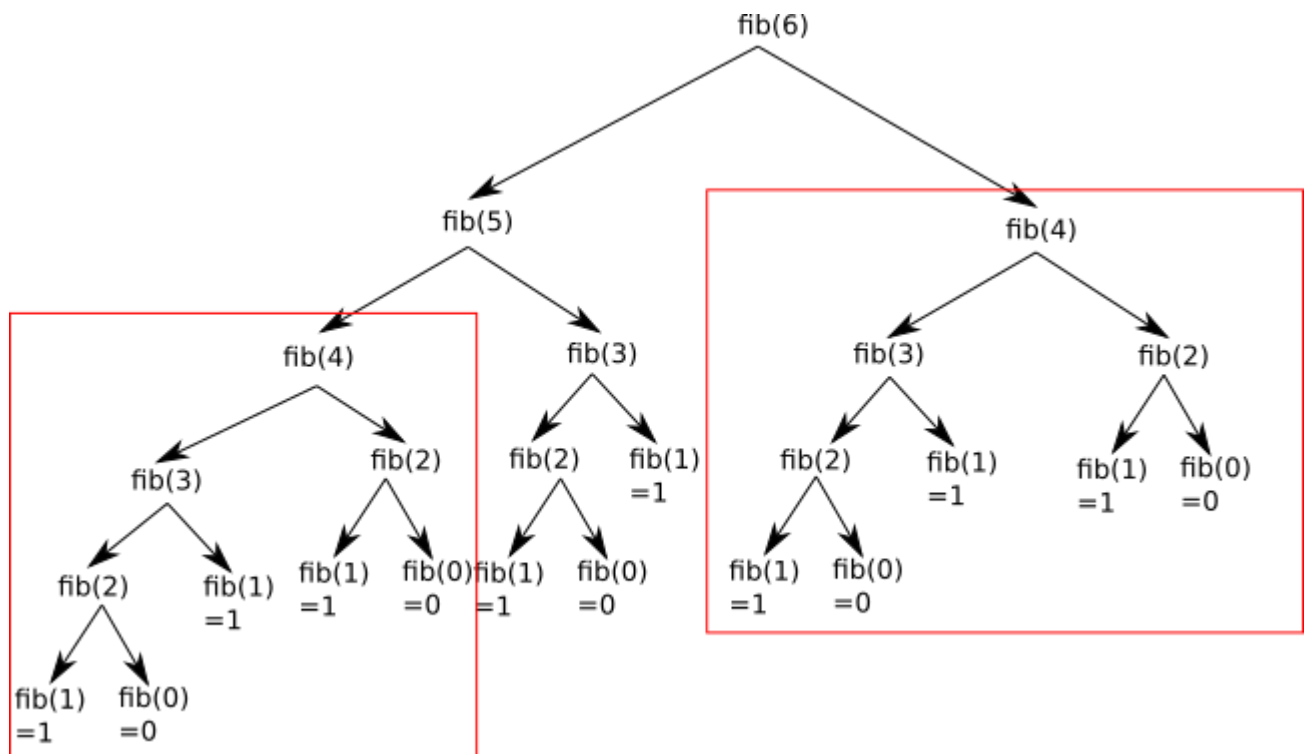 fib(6)
fib(5)
fib(4)
fib(4)
fib(3)
fib(3)
fib(2)
fib(3)
fib(2)
fib(2)
fib(1)
=1
fib(2)
fib(1)
=1
fib(1)
=1
fib(0)
=0
fib(2)
fib(1)
=1
fib(1)
=1
fib(0)
=0
fib(1)
=1
fib(0)
=0
fib(1)
=1
fib(0)
=0
fib(1)
=1
fib(0)
=0